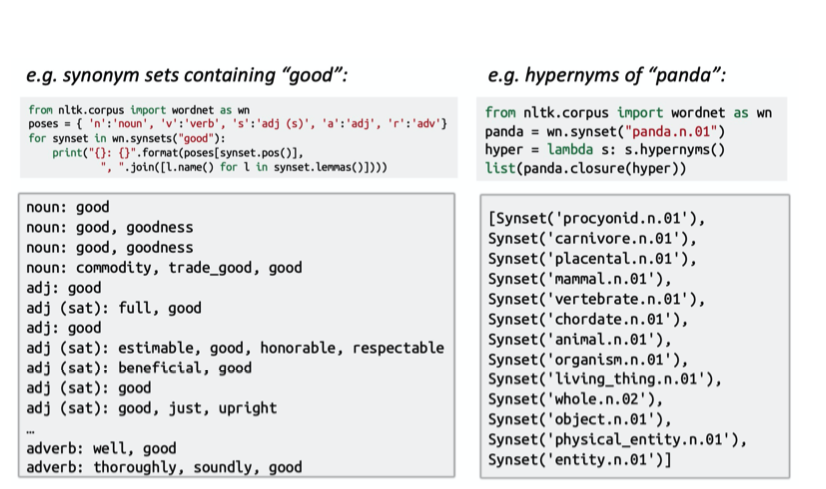 e.g. synonym sets containing “good”:
from nltk.corpus import wordnet as wn
poses = { 'n':'noun', 'v':'verb', 's':'adj (s)', 'a':'adj', 'r':'adv'}
for synset in wn.synsets("good"):
    print("{}: {}".format(poses[synset.pos()],
            ", ".join([l.name() for l in synset.lemmas()])))
noun: good
noun: good, goodness
noun: good, goodness
noun: commodity, trade_good, good
adj: good
adj (sat): full, good
adj: good
adj (sat): estimable, good, honorable, respectable
adj (sat): beneficial, good
adj (sat): good
adj (sat): good, just, upright
…
adverb: well, good
adverb: thoroughly, soundly, good
e.g. hypernyms of “panda”:
from nltk.corpus import wordnet as wn
panda = wn.synset("panda.n.01")
hyper = lambda s: s.hypernyms()
list(panda.closure(hyper))
[Synset('procyonid.n.01'),
Synset('carnivore.n.01'),
Synset('placental.n.01'),
Synset('mammal.n.01'),
Synset('vertebrate.n.01'),
Synset('chordate.n.01'),
Synset('animal.n.01'),
Synset('organism.n.01'),
Synset('living_thing.n.01'),
Synset('whole.n.02'),
Synset('object.n.01'),
Synset('physical_entity.n.01'),
Synset('entity.n.01')]